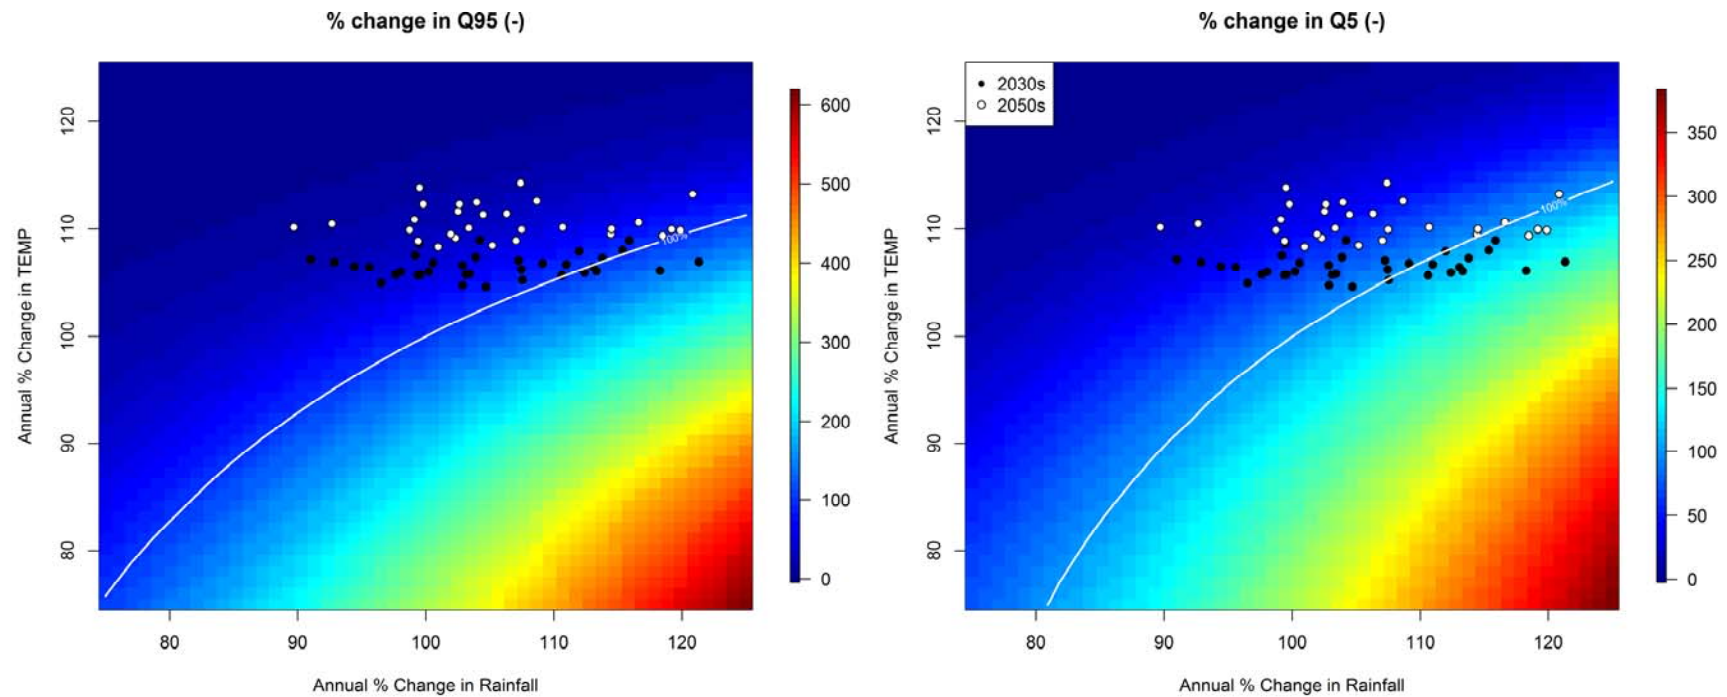 % change in Q95 (-)
120
110
100
90
80
Annual % Change in TEMP
100%
80 90 100 110 120
Annual % Change in Rainfall
600
500
400
300
200
100
0
% change in Q5 (-)
2030s
2050s
120
110
100
90
80
Annual % Change in TEMP
100%
80 90 100 110 120
Annual % Change in Rainfall
350
300
250
200
150
100
50
0